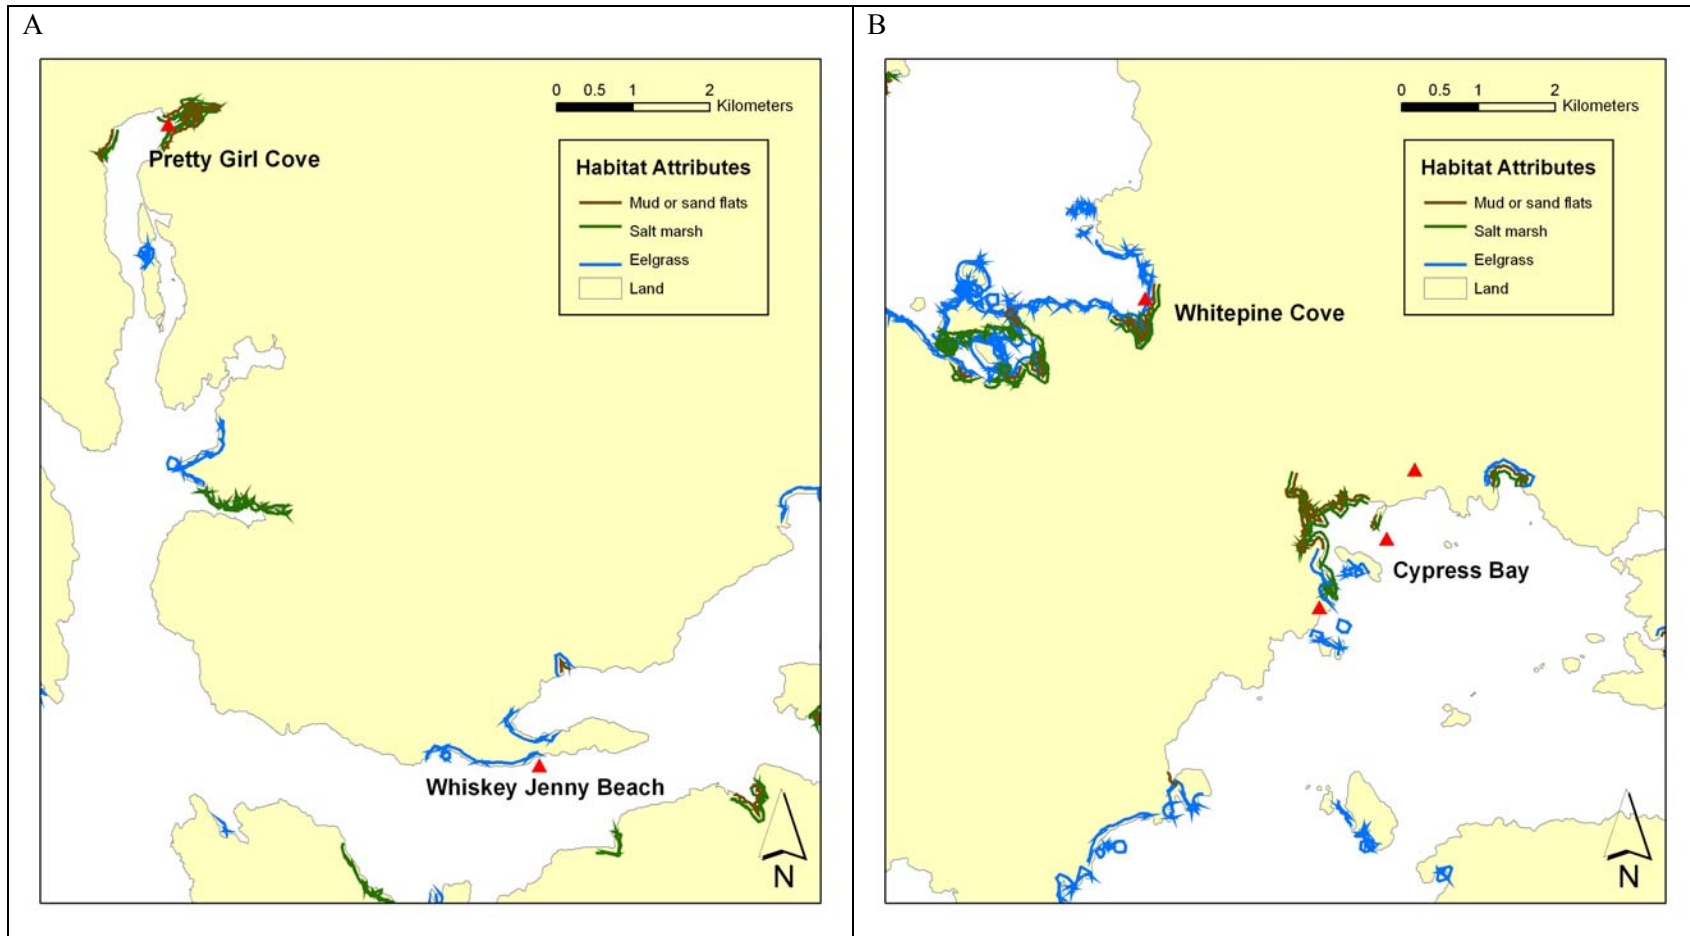 A
0 0.5 1 2
Kilometers
Habitat Attributes
Mud or sand flats
Salt marsh
Eelgrass
Land
Pretty Girl Cove
Whiskey Jenny Beach
N
B
0 0.5 1 2
Kilometers
Habitat Attributes
Mud or sand flats
Salt marsh
Eelgrass
Land
Whitepine Cove
Cypress Bay
N